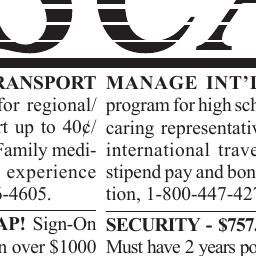 SCA
RANSPORT
for regional/
rt up to 40¢/
Family medi-
experience
6-4605.
AP! Sign-On
n over $1000
MANAGE INT'L
program for high sch
caring representativ
international trave
stipend pay and bon
tion, 1-800-447-42
SECURITY - $757.
Must have 2 years po